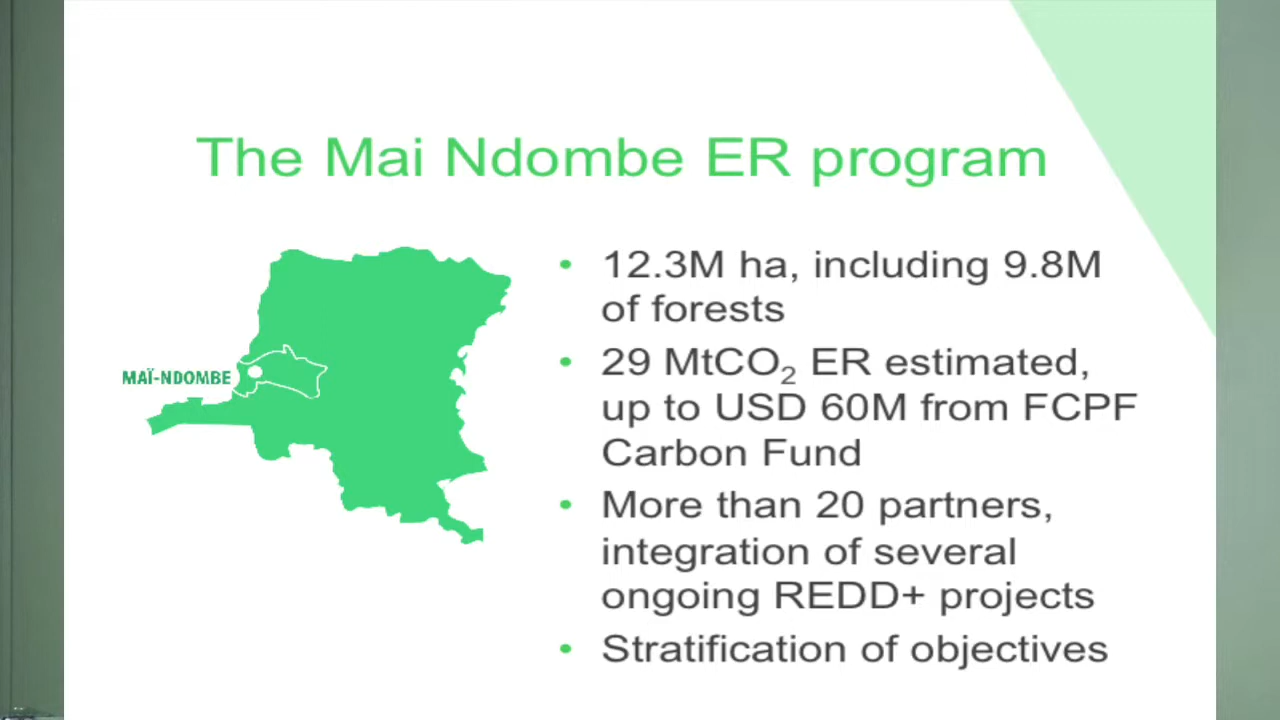 The Mai Ndombe ER program
MAÏ-NDOMBE
• 12.3M ha, including 9.8M
of forests
• 29 MtCO₂ ER estimated,
up to USD 60M from FCPF
Carbon Fund
• More than 20 partners,
integration of several
ongoing REDD+ projects
• Stratification of objectives